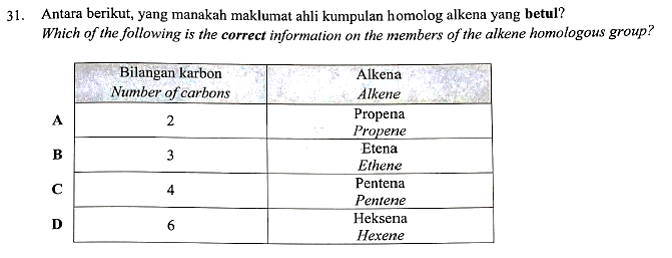 31. Antara berikut, yang manakah maklumat ahli kumpulan homolog alkena yang betul?
Which of the following is the correct information on the members of the alkene homologous group?
Bilangan karbon Alkena
Number of carbons Alkene
A 2 Propena
Propene
B 3 Etena
Ethene
C 4 Pentena
Pentene
D 6 Heksena
Hexene